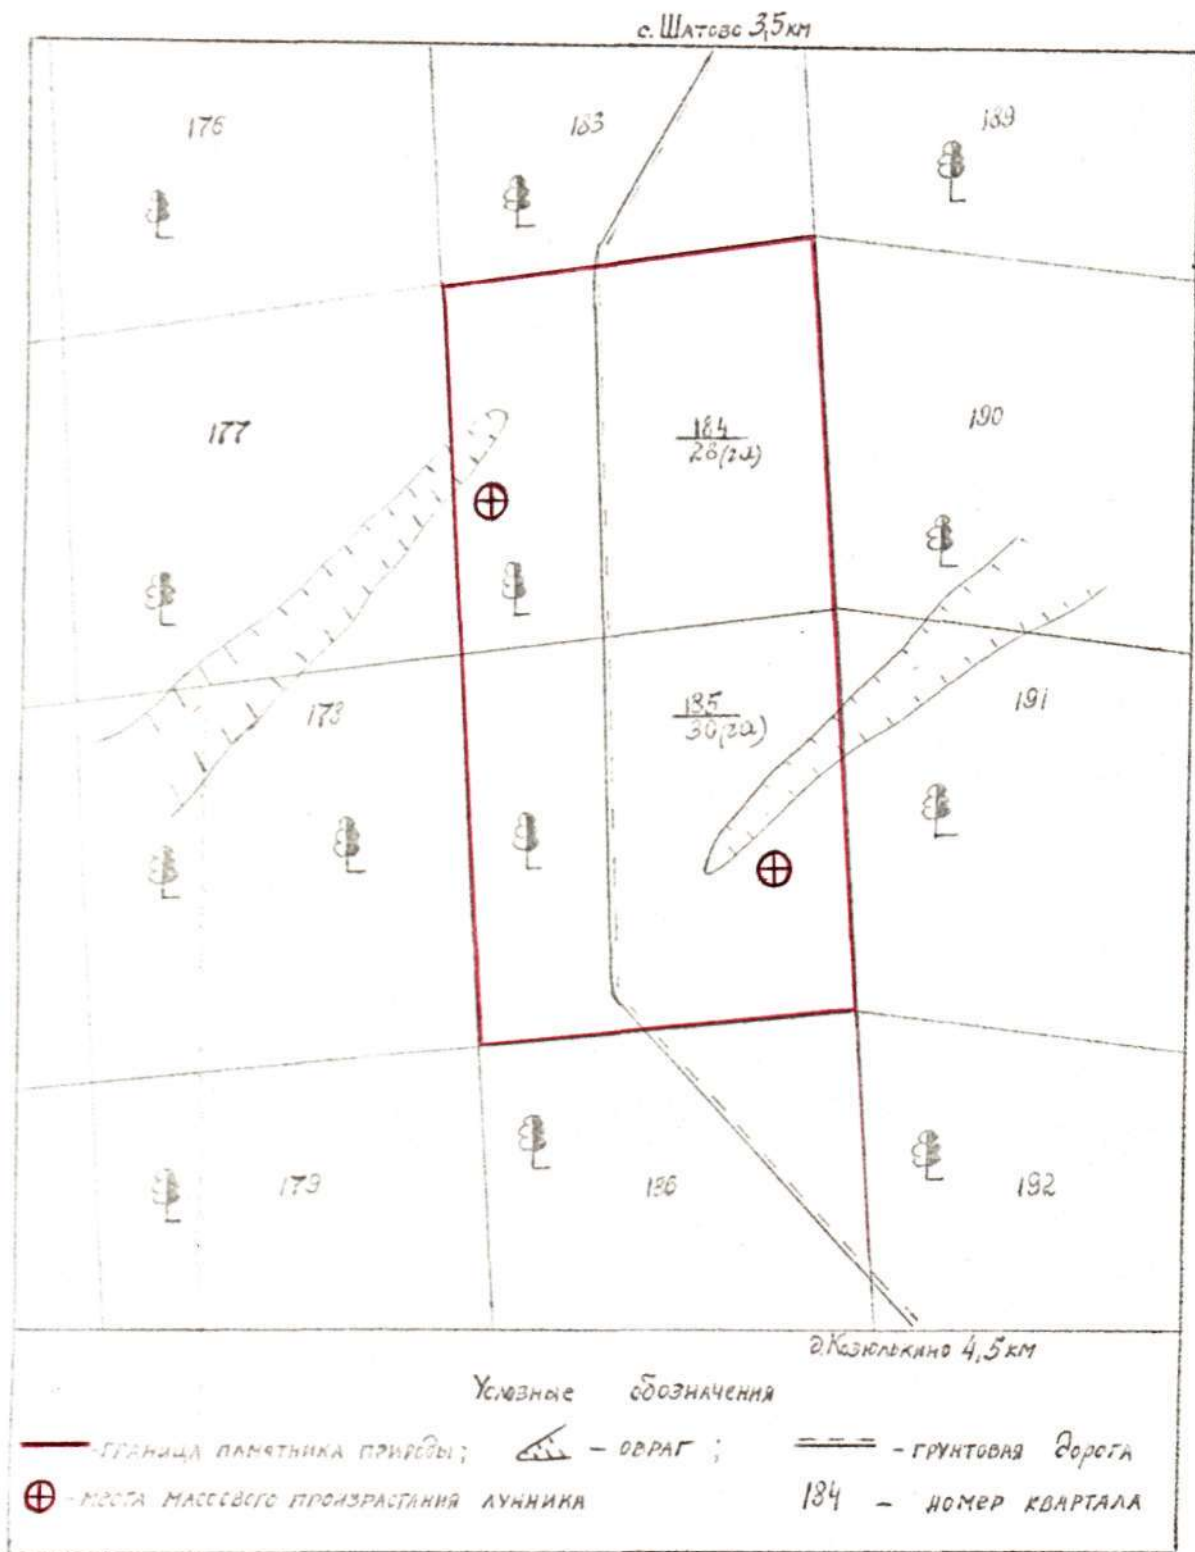 с. Шатово 3,5 км
176
183
189
177
184
28 (га)
190
173
185
30 (га)
191
179
186
192
д. Козюлькино 4,5 км
Условные обозначения
- граница памятника природы;
- овраг;
- грунтовая дорога
- места массового произрастания лунника
184 - номер квартала